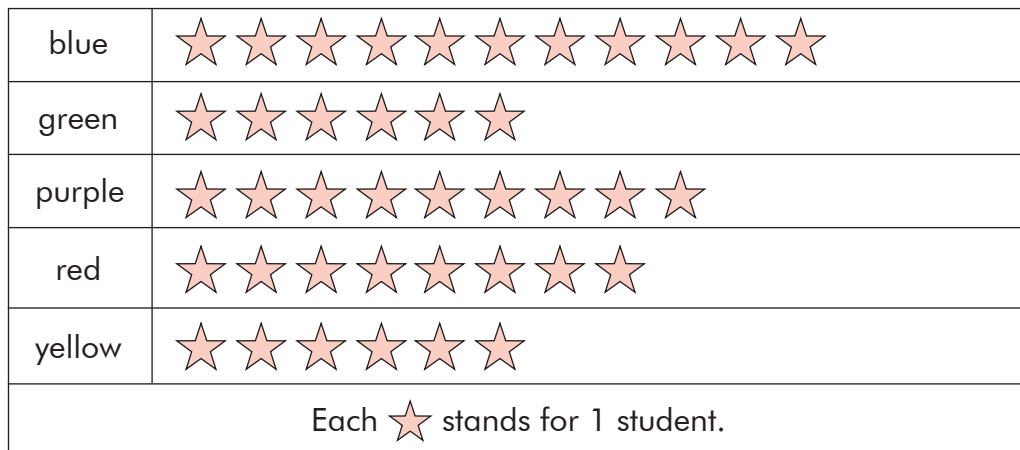 blue
green
purple
red
yellow
Each stands for 1 student.